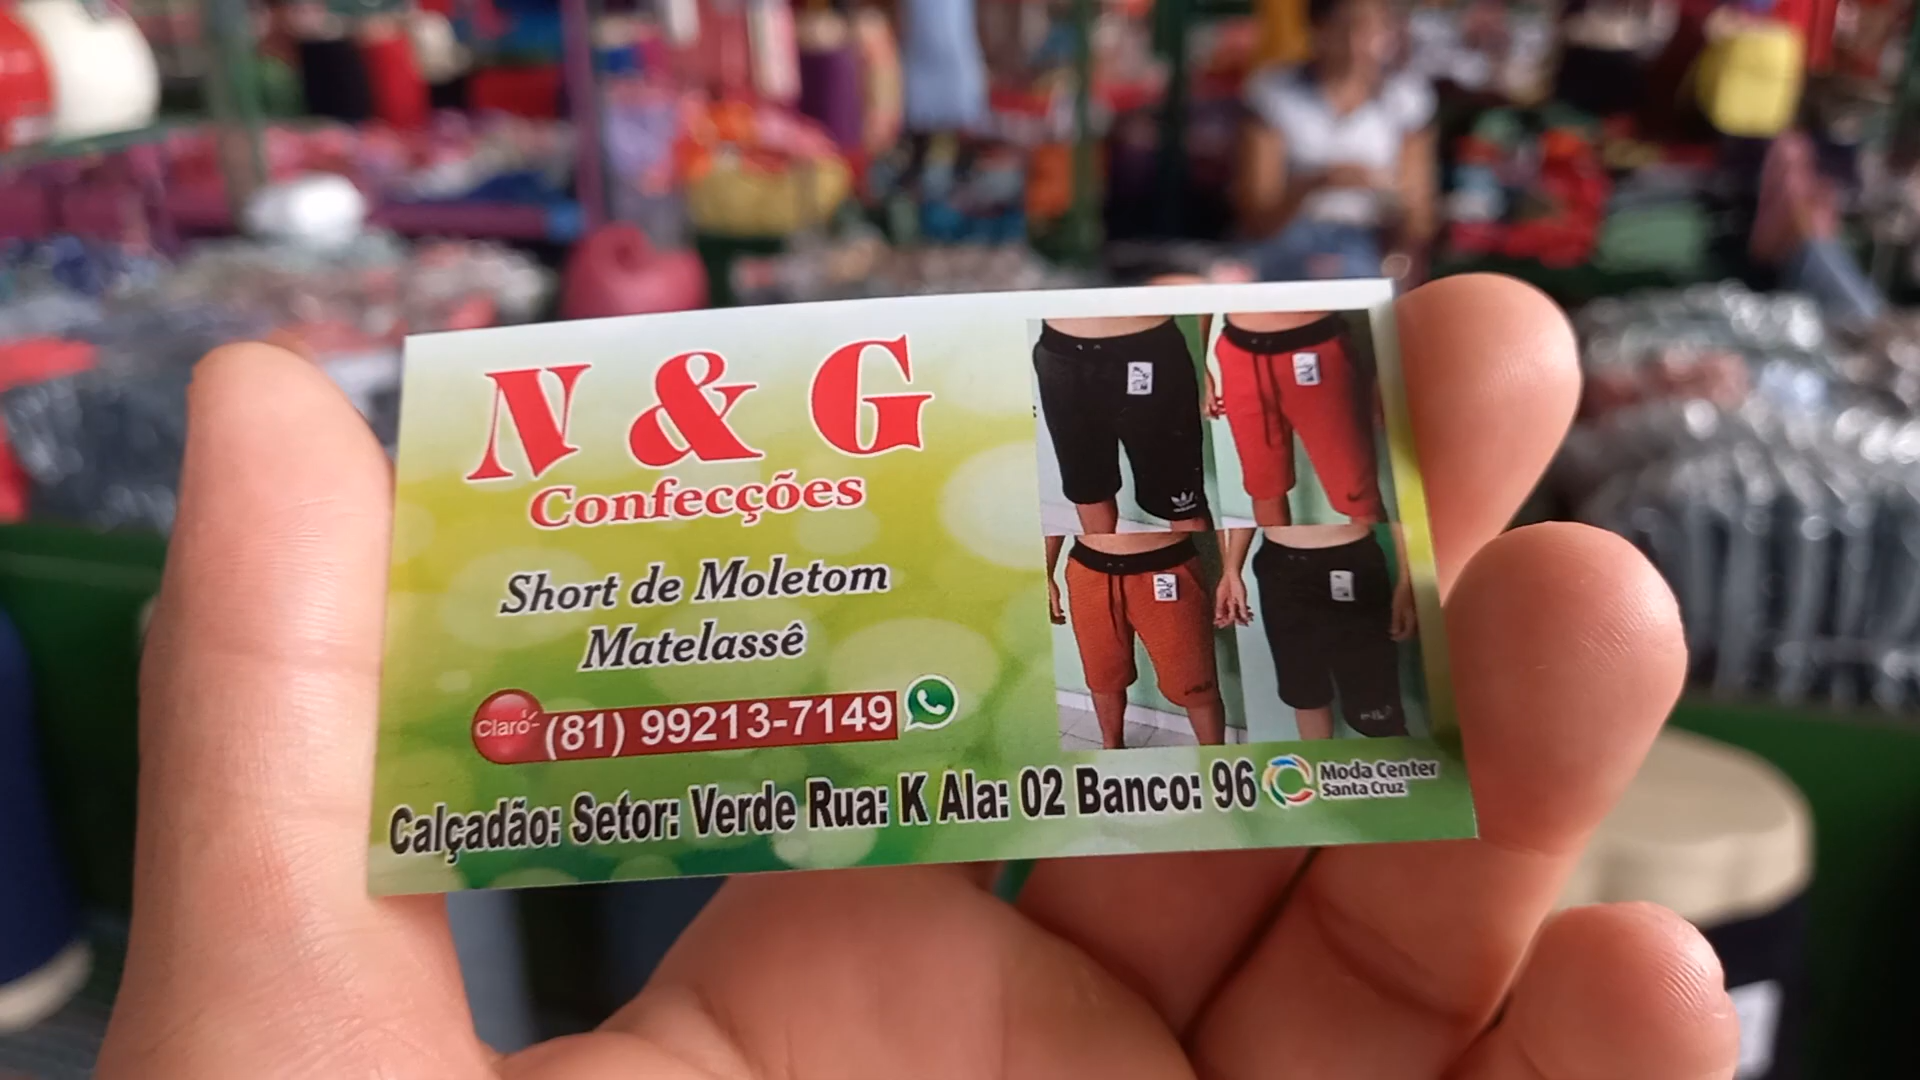 N & G
Confecções
Short de Moletom
Matelassê
Claro (81) 99213-7149
Calçadão: Setor: Verde Rua: K Ala: 02 Banco: 96
Moda Center
Santa Cruz